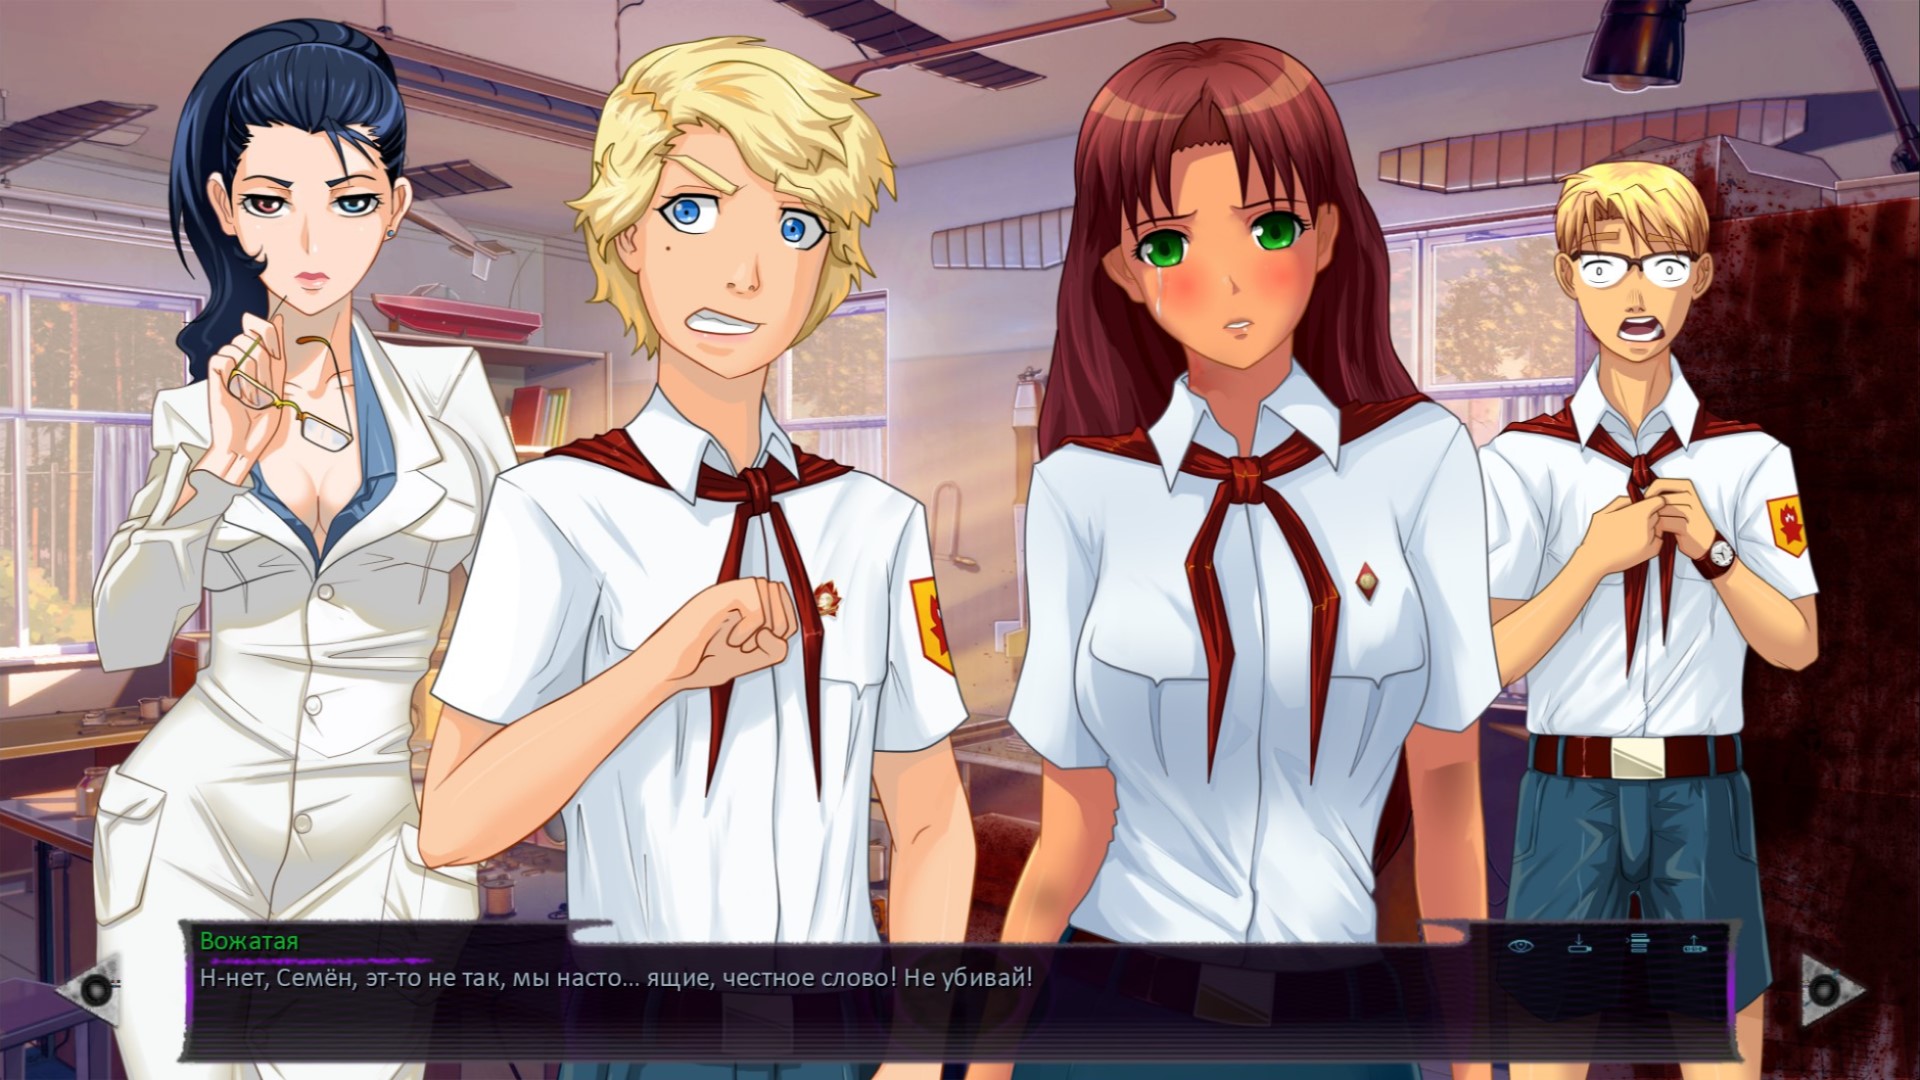 Вожатая
Н-нет, Семён, эт-то не так, мы насто... ящие, честное слово! Не убивай!